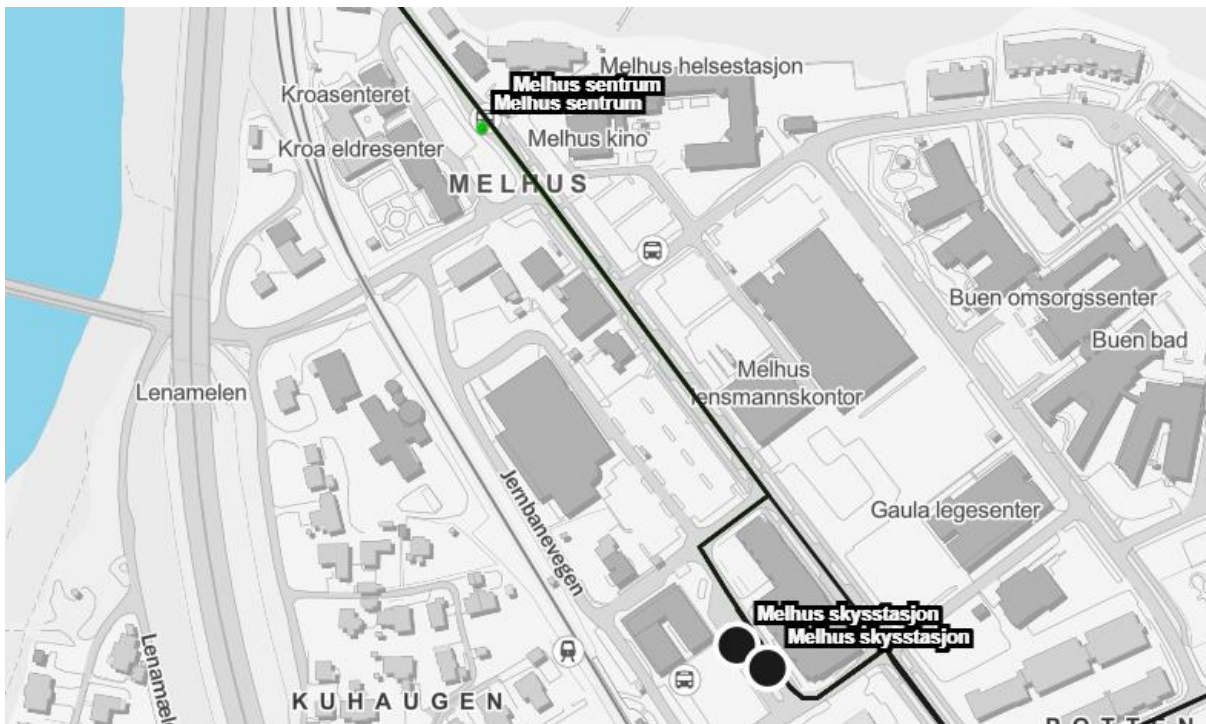 Melhus helsestasjon
Melhus sentrum
Melhus sentrum
Kroasenteret
Melhus kino
Kroa eldresenter
MELHUS
Buen omsorgssenter
Buen bad
Lenamelen
Melhus
lensmannskontor
Jernbanevegen
Gaula legesenter
Melhus skysstasjon
Melhus skysstasjon
KUHAUGEN